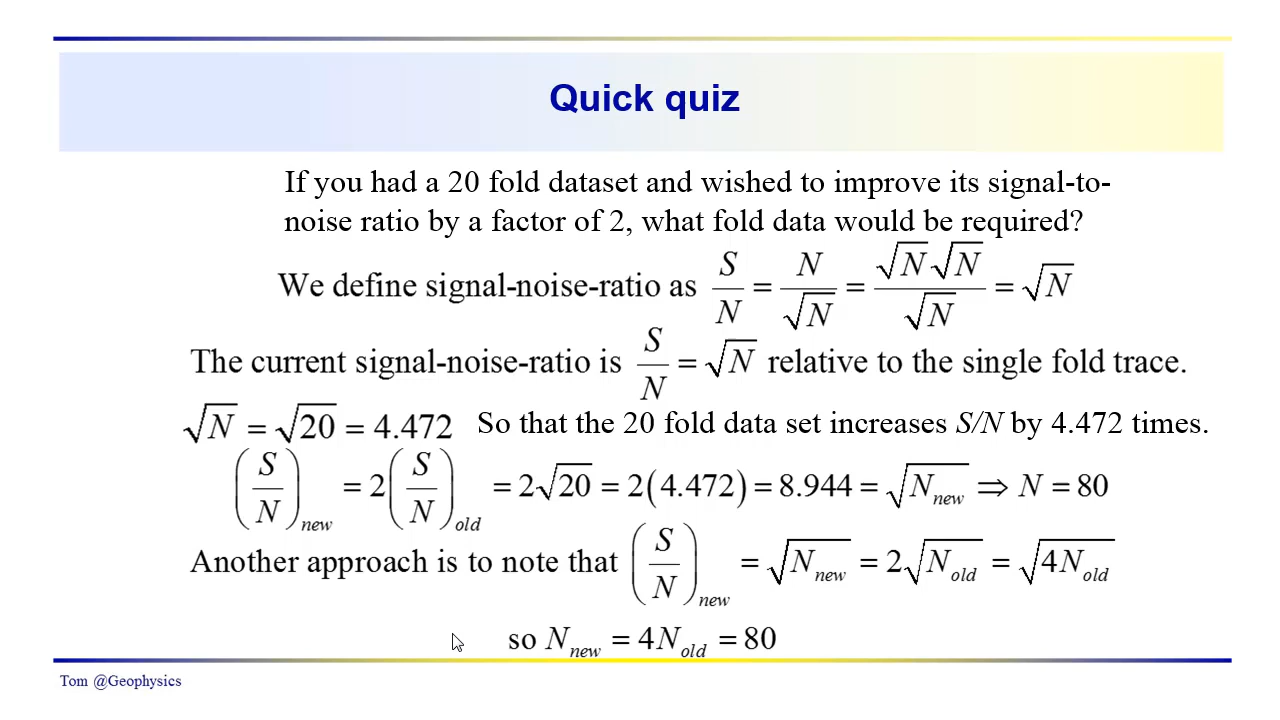 Quick quiz
If you had a 20 fold dataset and wished to improve its signal-to-
noise ratio by a factor of 2, what fold data would be required?
We define signal-noise-ratio as S/N = N/√N = √N√N/√N = √N
The current signal-noise-ratio is S/N = √N relative to the single fold trace.
√N = √20 = 4.472 So that the 20 fold data set increases S/N by 4.472 times.
(S/N)new = 2(S/N)old = 2√20 = 2(4.472) = 8.944 = √Nnew ⇒ N = 80
Another approach is to note that (S/N)new = √Nnew = 2√Nold = √4Nold
so Nnew = 4Nold = 80
Tom @Geophysics